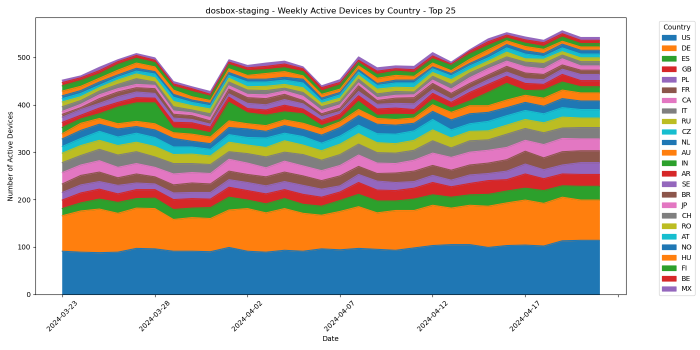 dosbox-staging - Weekly Active Devices by Country - Top 25
Number of Active Devices
500
400
300
200
100
0
2024-03-23
2024-03-28
2024-04-02
2024-04-07
2024-04-12
2024-04-17
Date
Country
US
DE
ES
GB
PL
FR
CA
IT
RU
CZ
NL
AU
IN
AR
SE
BR
JP
CH
RO
AT
NO
HU
FI
BE
MX